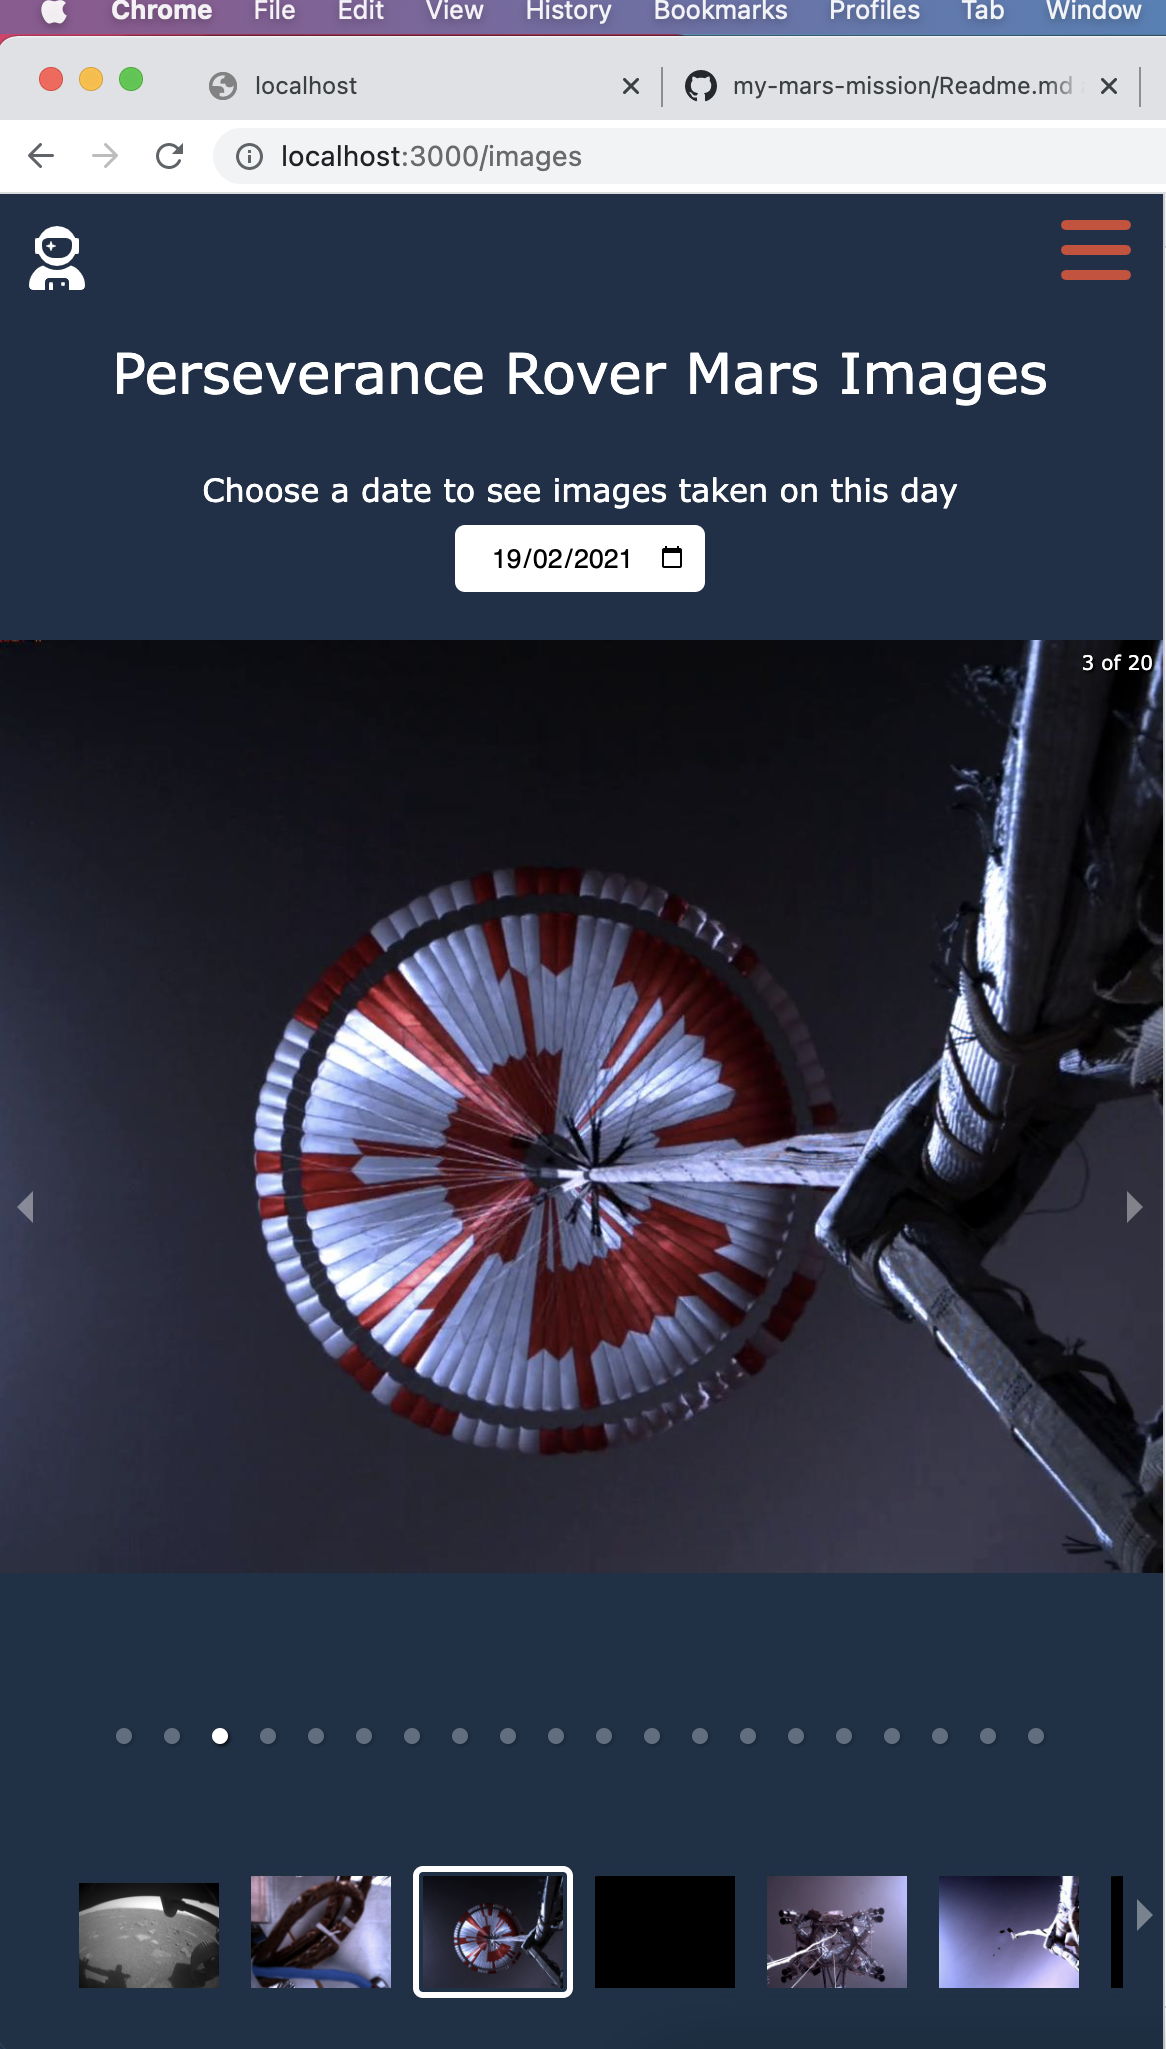 Chrome File Edit View History Bookmarks Profiles Tab Window
localhost my-mars-mission/Readme.md
localhost:3000/images
Perseverance Rover Mars Images
Choose a date to see images taken on this day
19/02/2021
3 of 20